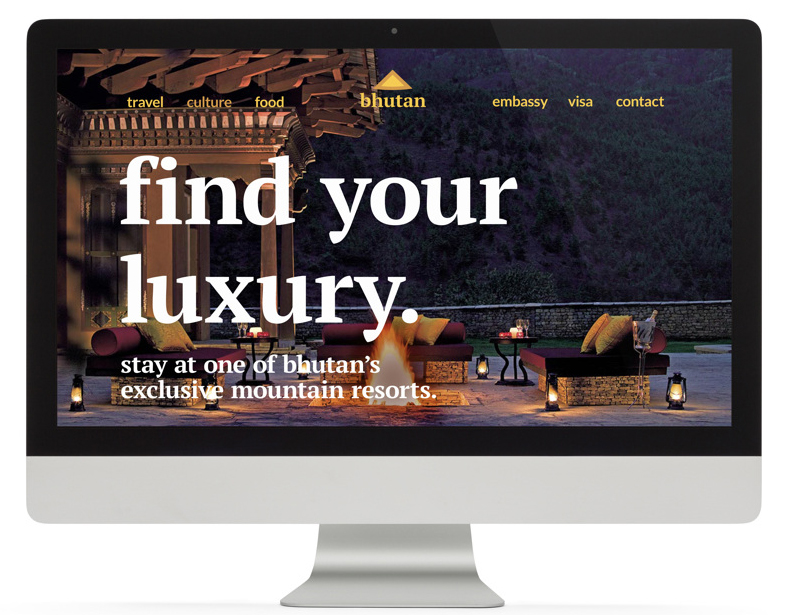 travel culture food bhutan embassy visa contact
find your
luxury.
stay at one of bhutan’s
exclusive mountain resorts.